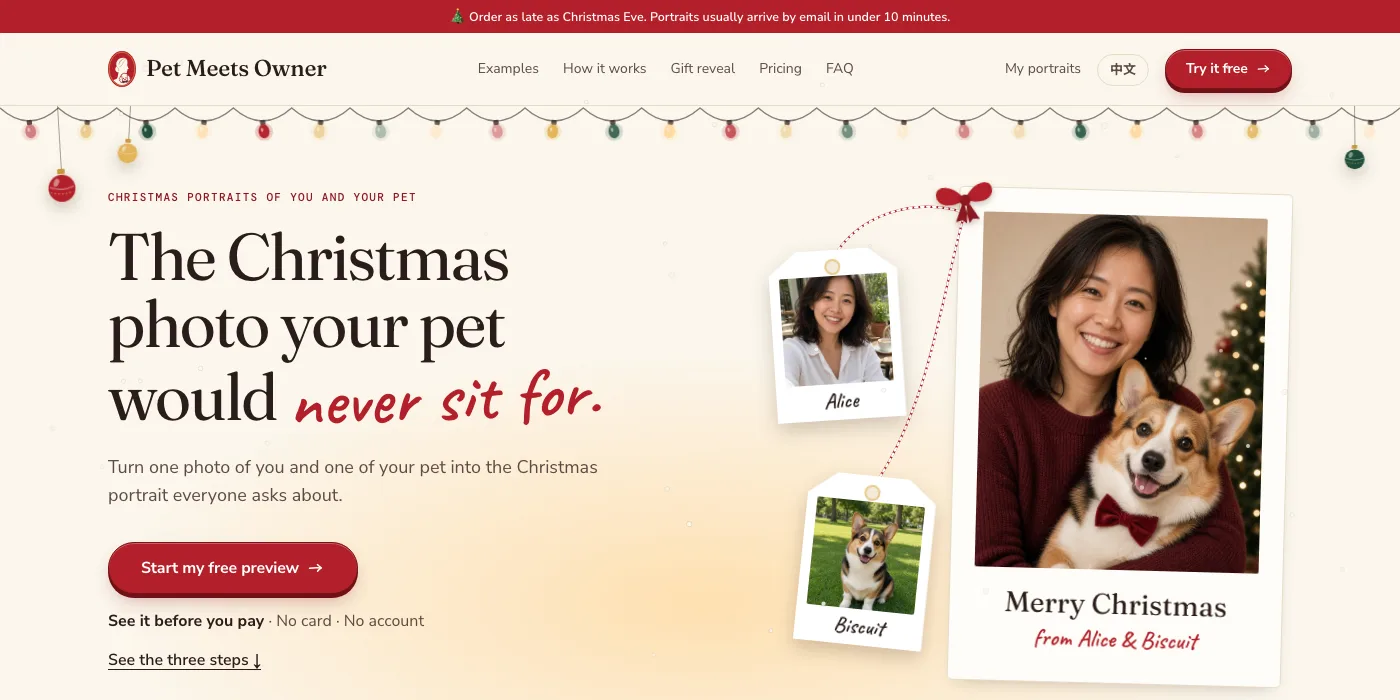 🎄 Order as late as Christmas Eve. Portraits usually arrive by email in under 10 minutes.
Pet Meets Owner
Examples
How it works
Gift reveal
Pricing
FAQ
My portraits
中文
Try it free →
CHRISTMAS PORTRAITS OF YOU AND YOUR PET
The Christmas
photo your pet
would never sit for.
Turn one photo of you and one of your pet into the Christmas
portrait everyone asks about.
Start my free preview →
See it before you pay · No card · No account
See the three steps ↓
Alice
Biscuit
Merry Christmas
from Alice & Biscuit